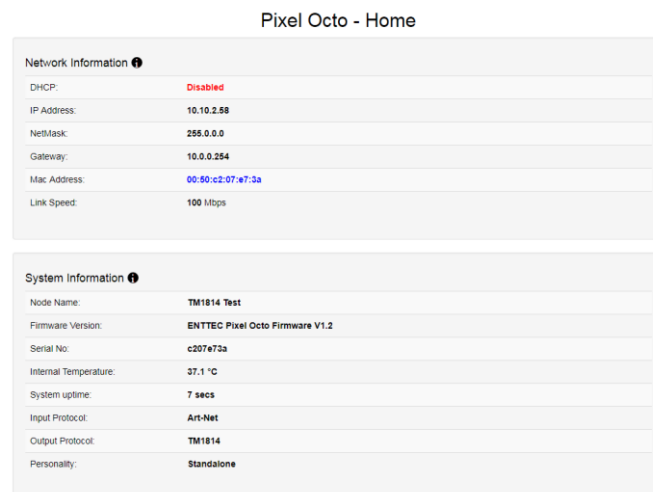 Pixel Octo - Home
Network Information
DHCP: Disabled
IP Address: 10.10.2.58
NetMask: 255.0.0.0
Gateway: 10.0.0.254
Mac Address: 00:50:c2:07:e7:3a
Link Speed: 100 Mbps
System Information
Node Name: TM1814 Test
Firmware Version: ENTTEC Pixel Octo Firmware V1.2
Serial No: c207e73a
Internal Temperature: 37.1 °C
System uptime: 7 secs
Input Protocol: Art-Net
Output Protocol: TM1814
Personality: Standalone